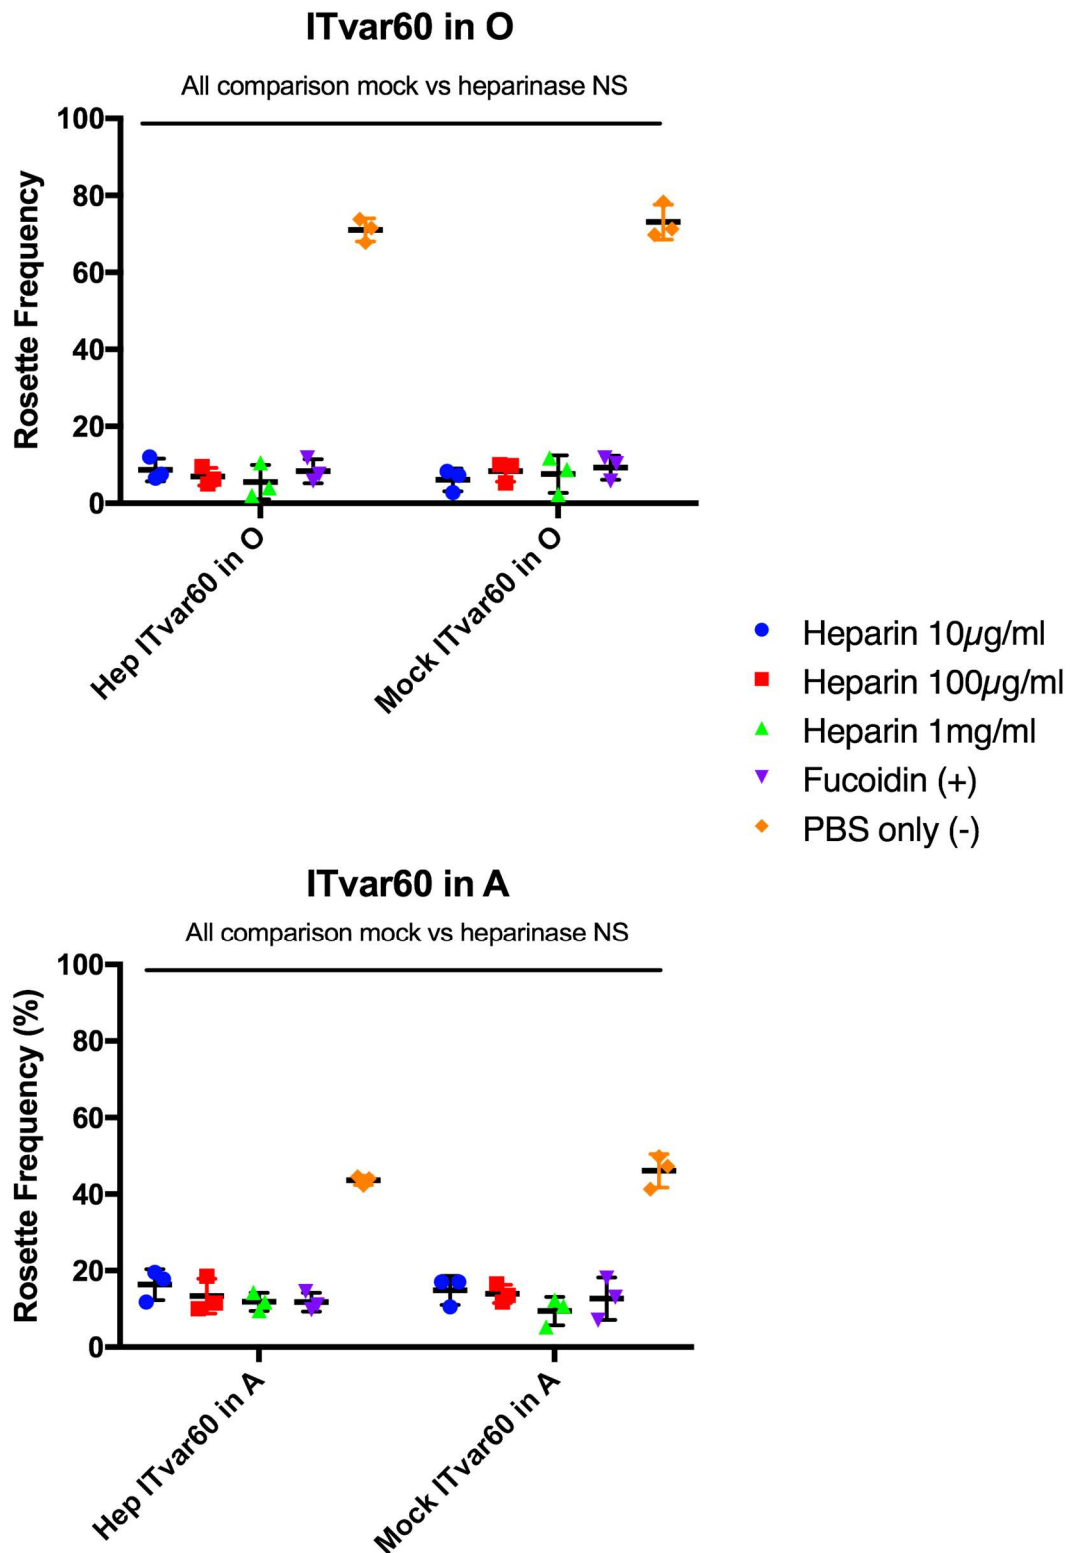 ITvar60 in O
All comparison mock vs heparinase NS
Rosette Frequency
100
80
60
40
20
0
Hep ITvar60 in O
Mock ITvar60 in O
Heparin 10µg/ml
Heparin 100µg/ml
Heparin 1mg/ml
Fucoidin (+)
PBS only (-)
ITvar60 in A
All comparison mock vs heparinase NS
Rosette Frequency (%)
100
80
60
40
20
0
Hep ITvar60 in A
Mock ITvar60 in A